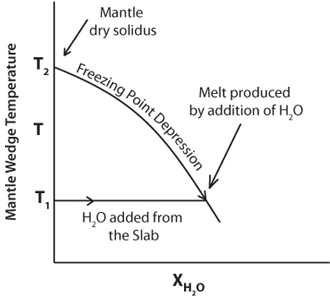 Mantle
dry solidus
T2
Freezing Point Depression
Melt produced
by addition of H2O
Mantle Wedge Temperature
T
T1
H2O added from
the Slab
XH2O